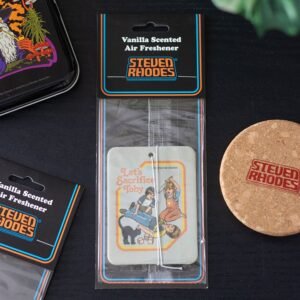 Vanilla Scented
Air Freshener
STEVEN
RHODES
Let's
Sacrifice
Toby
Vanilla Scented
Air Freshener
STEVEN
RHODES
STEVEN
RHODES